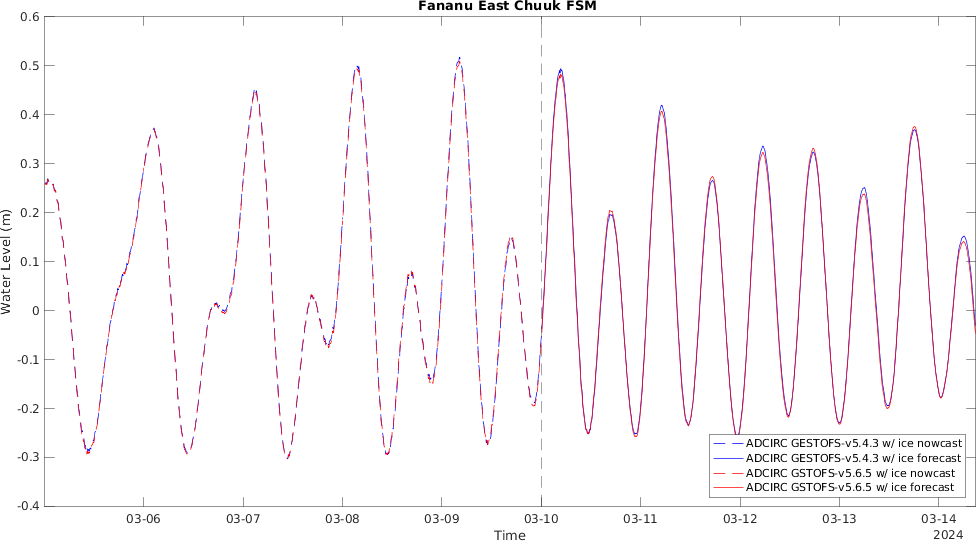 Fananu East Chuuk FSM
0.6
0.5
0.4
0.3
0.2
0.1
0
-0.1
-0.2
-0.3
-0.4
Water Level (m)
ADCIRC GESTOFS-v5.4.3 w/ ice nowcast
ADCIRC GESTOFS-v5.4.3 w/ ice forecast
ADCIRC GSTOFS-v5.6.5 w/ ice nowcast
ADCIRC GSTOFS-v5.6.5 w/ ice forecast
03-06 03-07 03-08 03-09 03-10 03-11 03-12 03-13 03-14
Time 2024